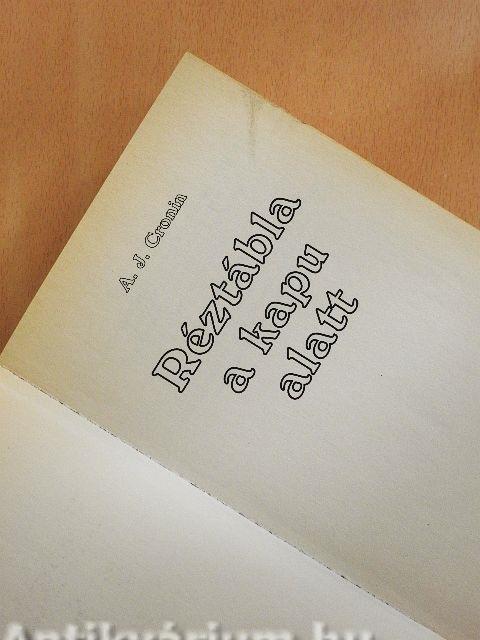 A. J. Cronin
Réztábla
a kapu
alatt
Antikvárium.hu